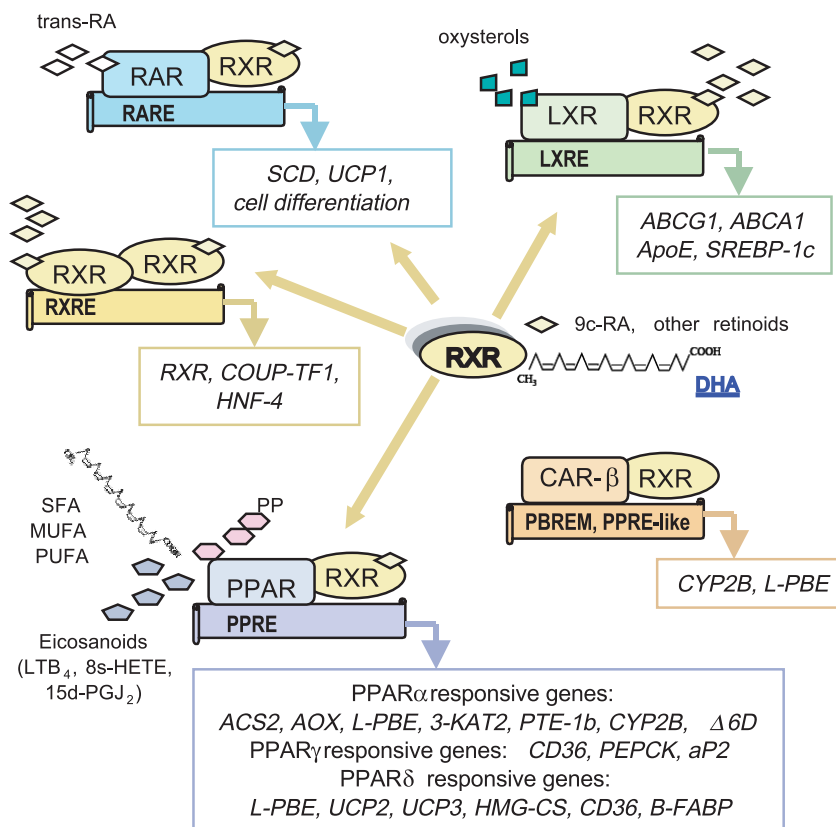 trans-RA
RAR
RXR
RARE
SCD, UCP1,
cell differentiation
oxysterols
LXR
RXR
LXRE
ABCG1, ABCA1
ApoE, SREBP-1c
RXR
RXR
RXRE
RXR, COUP-TF1,
HNF-4
RXR
9c-RA, other retinoids
CH3
COOH
DHA
CAR-β
RXR
PBREM, PPRE-like
CYP2B, L-PBE
SFA
MUFA
PUFA
PP
PPAR
RXR
PPRE
Eicosanoids
(LTB4, 8s-HETE,
15d-PGJ2)
PPARα responsive genes:
ACS2, AOX, L-PBE, 3-KAT2, PTE-1b, CYP2B, Δ6D
PPARγ responsive genes: CD36, PEPCK, aP2
PPARδ responsive genes:
L-PBE, UCP2, UCP3, HMG-CS, CD36, B-FABP